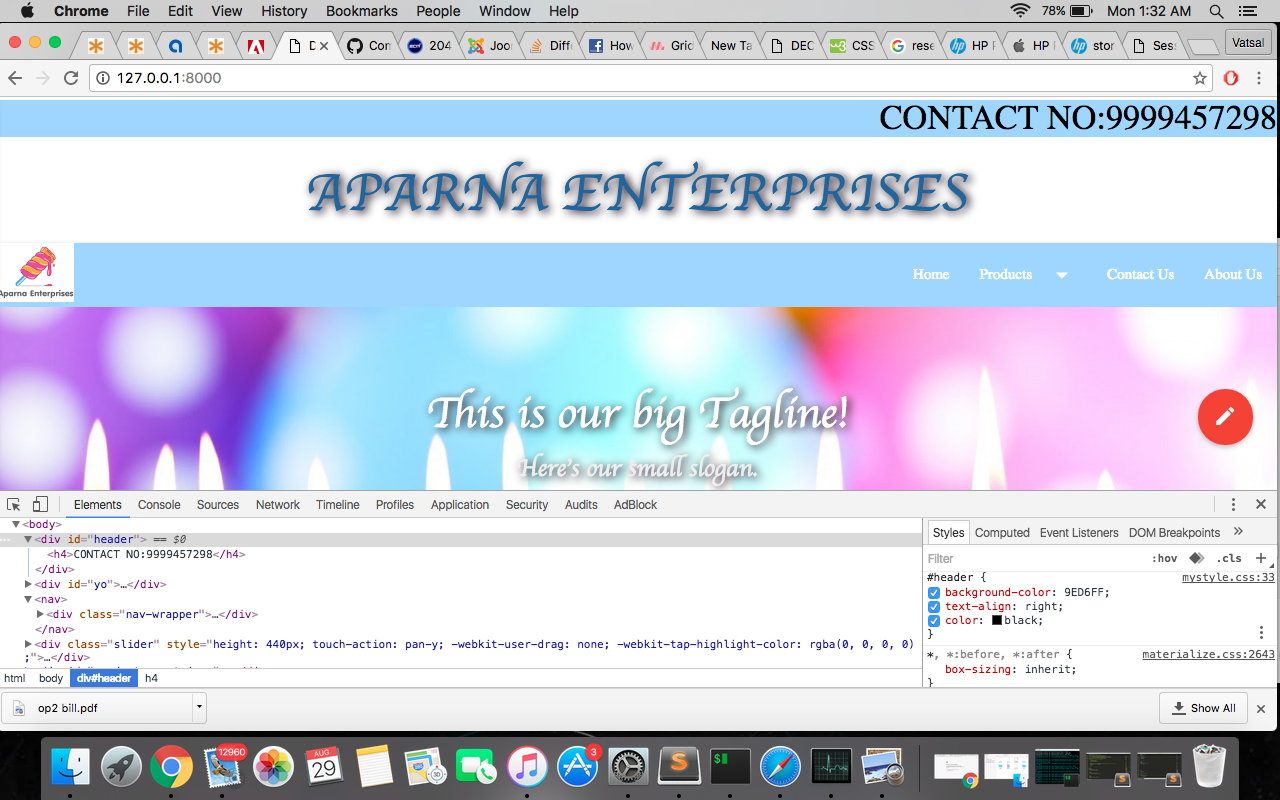 Chrome File Edit View History Bookmarks People Window Help 78% Mon 1:32 AM
D Con 204 Joor Diff How Gric New Ta DEC CSS rese HP F HP stor Ses Vatsal
127.0.0.1:8000
CONTACT NO:9999457298
APARNA ENTERPRISES
Aparna Enterprises
Home Products Contact Us About Us
This is our big Tagline!
Here's our small slogan.
Elements Console Sources Network Timeline Profiles Application Security Audits AdBlock
<body>
<div id="header"> == $0
<h4>CONTACT NO:9999457298</h4>
</div>
<div id="yo">…</div>
<nav>
<div class="nav-wrapper">…</div>
</nav>
<div class="slider" style="height: 440px; touch-action: pan-y; -webkit-user-drag: none; -webkit-tap-highlight-color: rgba(0, 0, 0, 0)
;">…</div>
html body div#header h4
Styles Computed Event Listeners DOM Breakpoints »
Filter :hov .cls +
#header { mystyle.css:33
background-color: 9ED6FF;
text-align: right;
color: black;
}
*, *:before, *:after { materialize.css:2643
box-sizing: inherit;
}
op2 bill.pdf Show All
12960 AUG 29 3